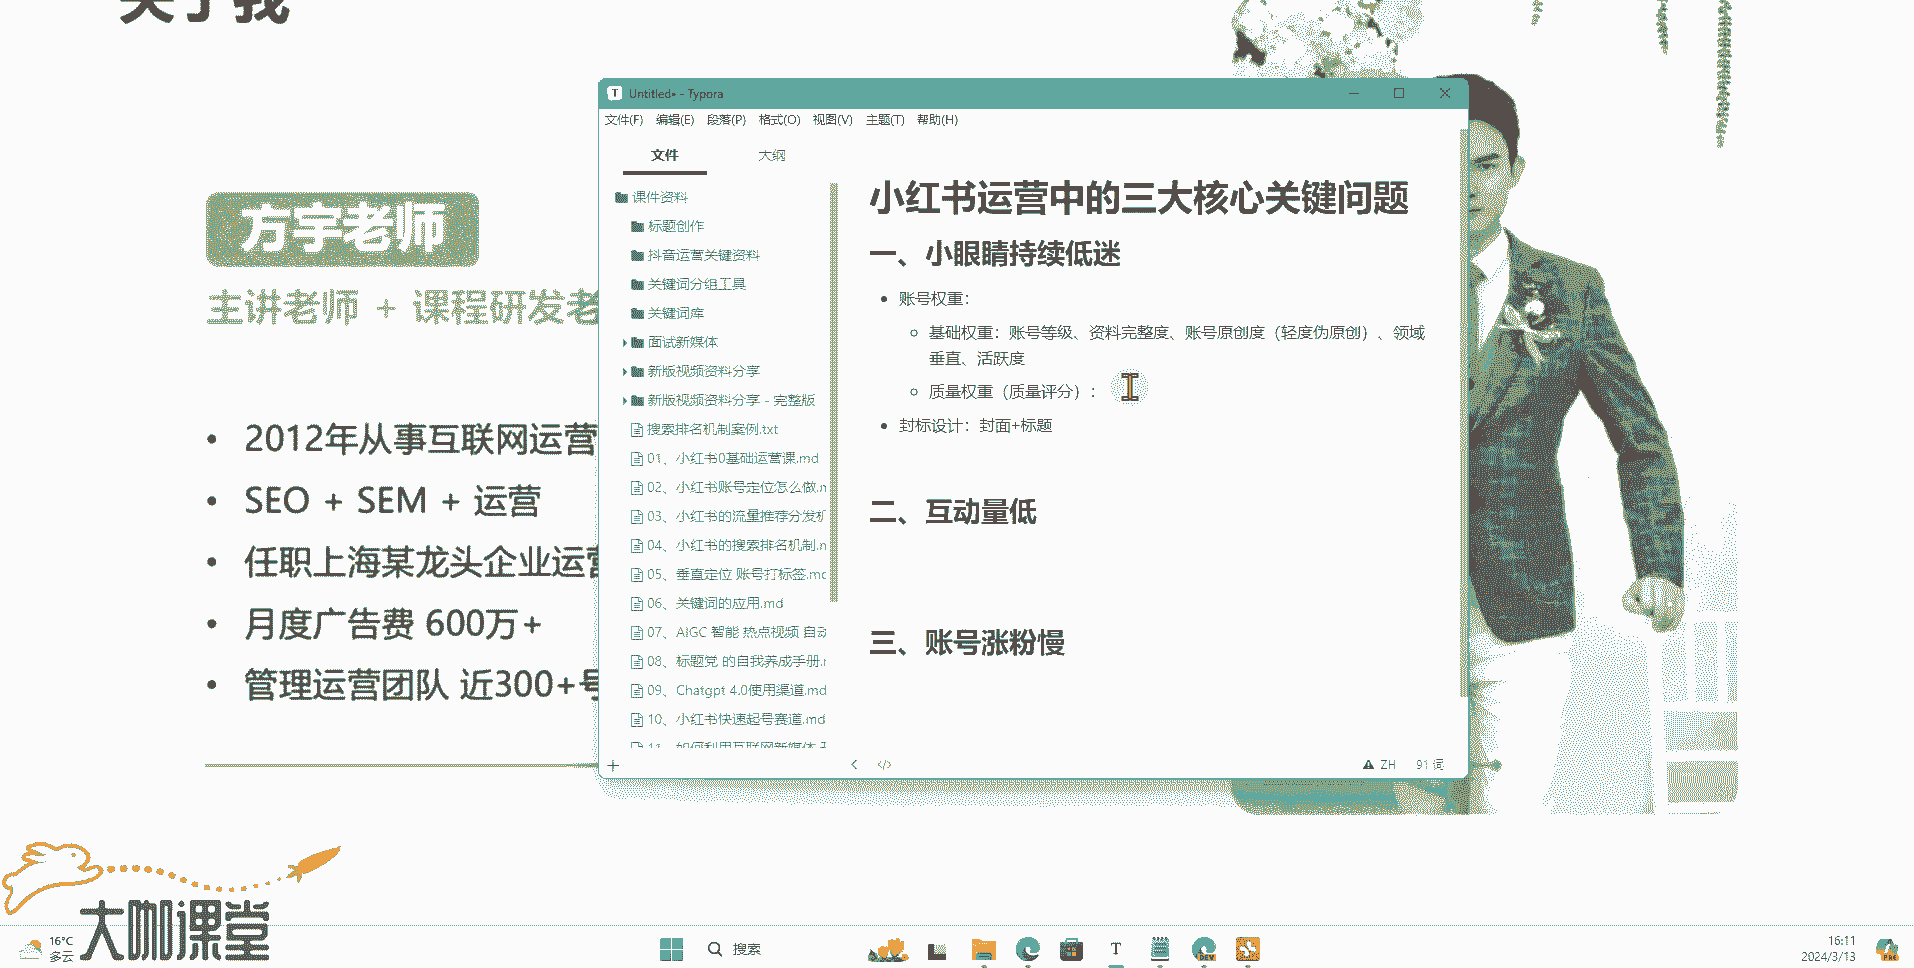 关于我
方宇老师
主讲老师 + 课程研发老
• 2012年从事互联网运营
• SEO + SEM + 运营
• 任职上海某龙头企业运营
• 月度广告费 600万+
• 管理运营团队 近300+号
Untitled• - Typora
文件(F) 编辑(E) 段落(P) 格式(O) 视图(V) 主题(T) 帮助(H)
文件 大纲
课件资料
标题创作
抖音运营关键资料
关键词分组工具
关键词库
面试新媒体
新版视频资料分享
新版视频资料分享 - 完整版
搜索排名机制案例.txt
01、小红书0基础运营课.md
02、小红书账号定位怎么做.m
03、小红书的流量推荐分发机
04、小红书的搜索排名机制.m
05、垂直定位 账号打标签.md
06、关键词的应用.md
07、AIGC 智能 热点视频 自动
08、标题党 的自我养成手册.m
09、Chatgpt 4.0使用渠道.md
10、小红书快速起号赛道.md
11、如何利用互联网新媒体
小红书运营中的三大核心关键问题
一、小眼睛持续低迷
• 账号权重：
基础权重：账号等级、资料完整度、账号原创度（轻度伪原创）、领域
垂直、活跃度
质量权重（质量评分）：
• 封标设计：封面+标题
二、互动量低
三、账号涨粉慢
ZH 91 词
大咖课堂
16°C
多云
搜索
T
DEV
16:11
2024/3/13
PRE